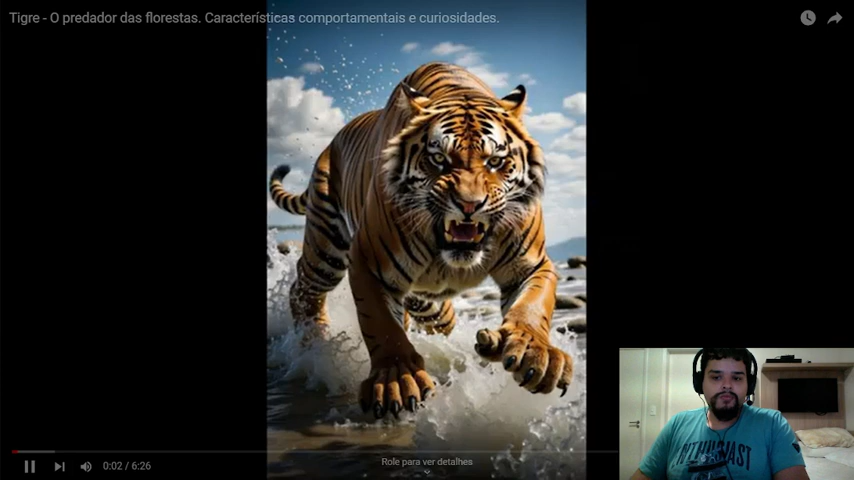 Tigre - O predador das florestas. Características comportamentais e curiosidades.
0:02 / 6:26
Role para ver detalhes